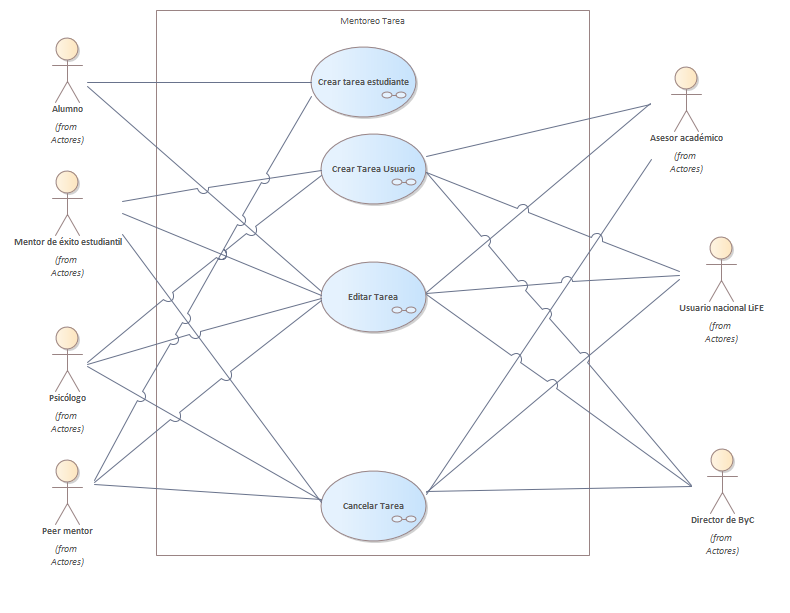 Mentoreo Tarea
Alumno
(from
Actores)
Mentor de éxito estudiantil
(from
Actores)
Psicólogo
(from
Actores)
Peer mentor
(from
Actores)
Crear tarea estudiante
Crear Tarea Usuario
Editar Tarea
Cancelar Tarea
Asesor académico
(from
Actores)
Usuario nacional LiFE
(from
Actores)
Director de ByC
(from
Actores)